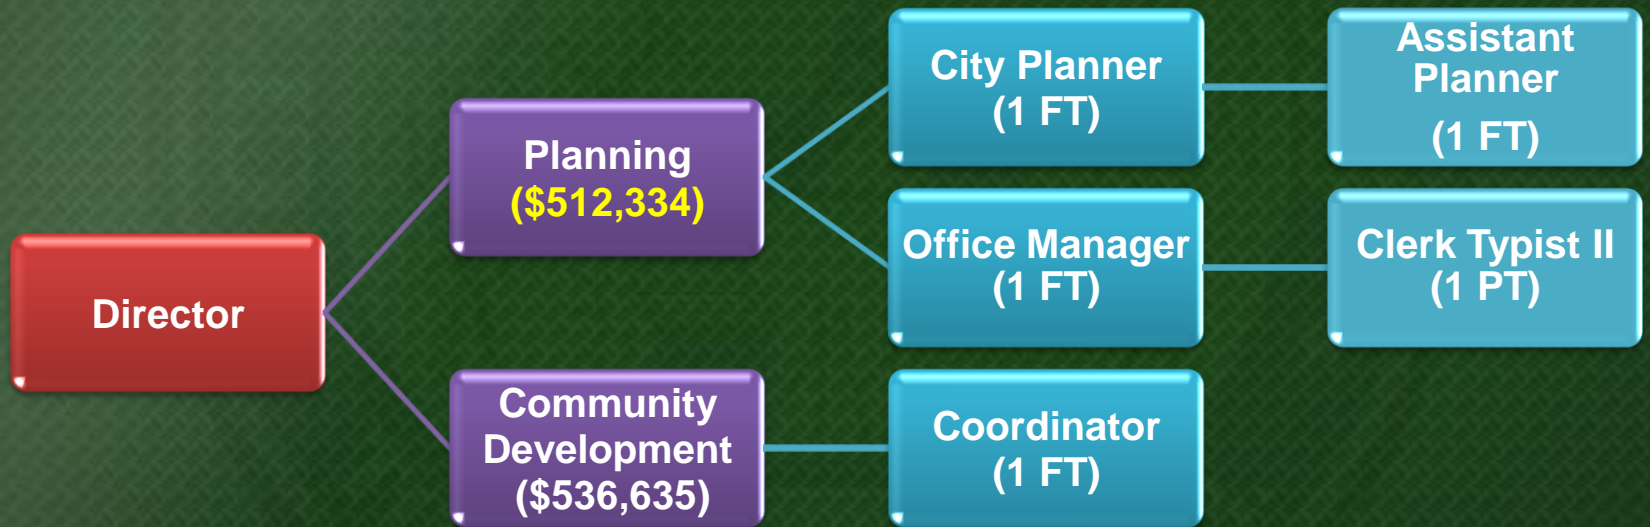 Director
Planning
($512,334)
Community
Development
($536,635)
City Planner
(1 FT)
Office Manager
(1 FT)
Coordinator
(1 FT)
Assistant
Planner
(1 FT)
Clerk Typist II
(1 PT)